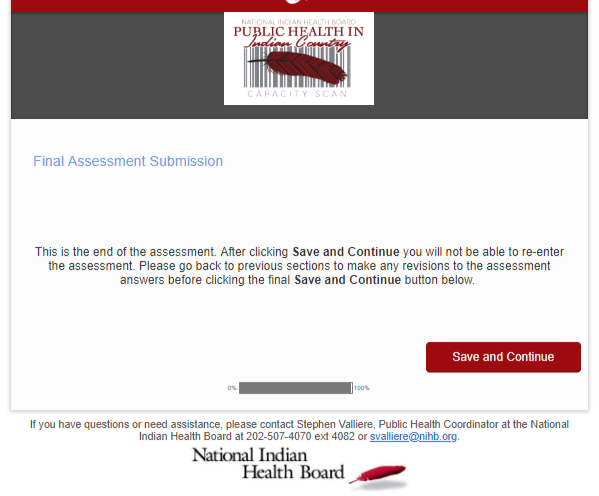 NATIONAL INDIAN HEALTH BOARD
PUBLIC HEALTH IN
Indian Country
CAPACITY SCAN
Final Assessment Submission
This is the end of the assessment. After clicking Save and Continue you will not be able to re-enter
the assessment. Please go back to previous sections to make any revisions to the assessment
answers before clicking the final Save and Continue button below.
Save and Continue
0% 100%
If you have questions or need assistance, please contact Stephen Valliere, Public Health Coordinator at the National
Indian Health Board at 202-507-4070 ext 4082 or svalliere@nihb.org.
National Indian
Health Board